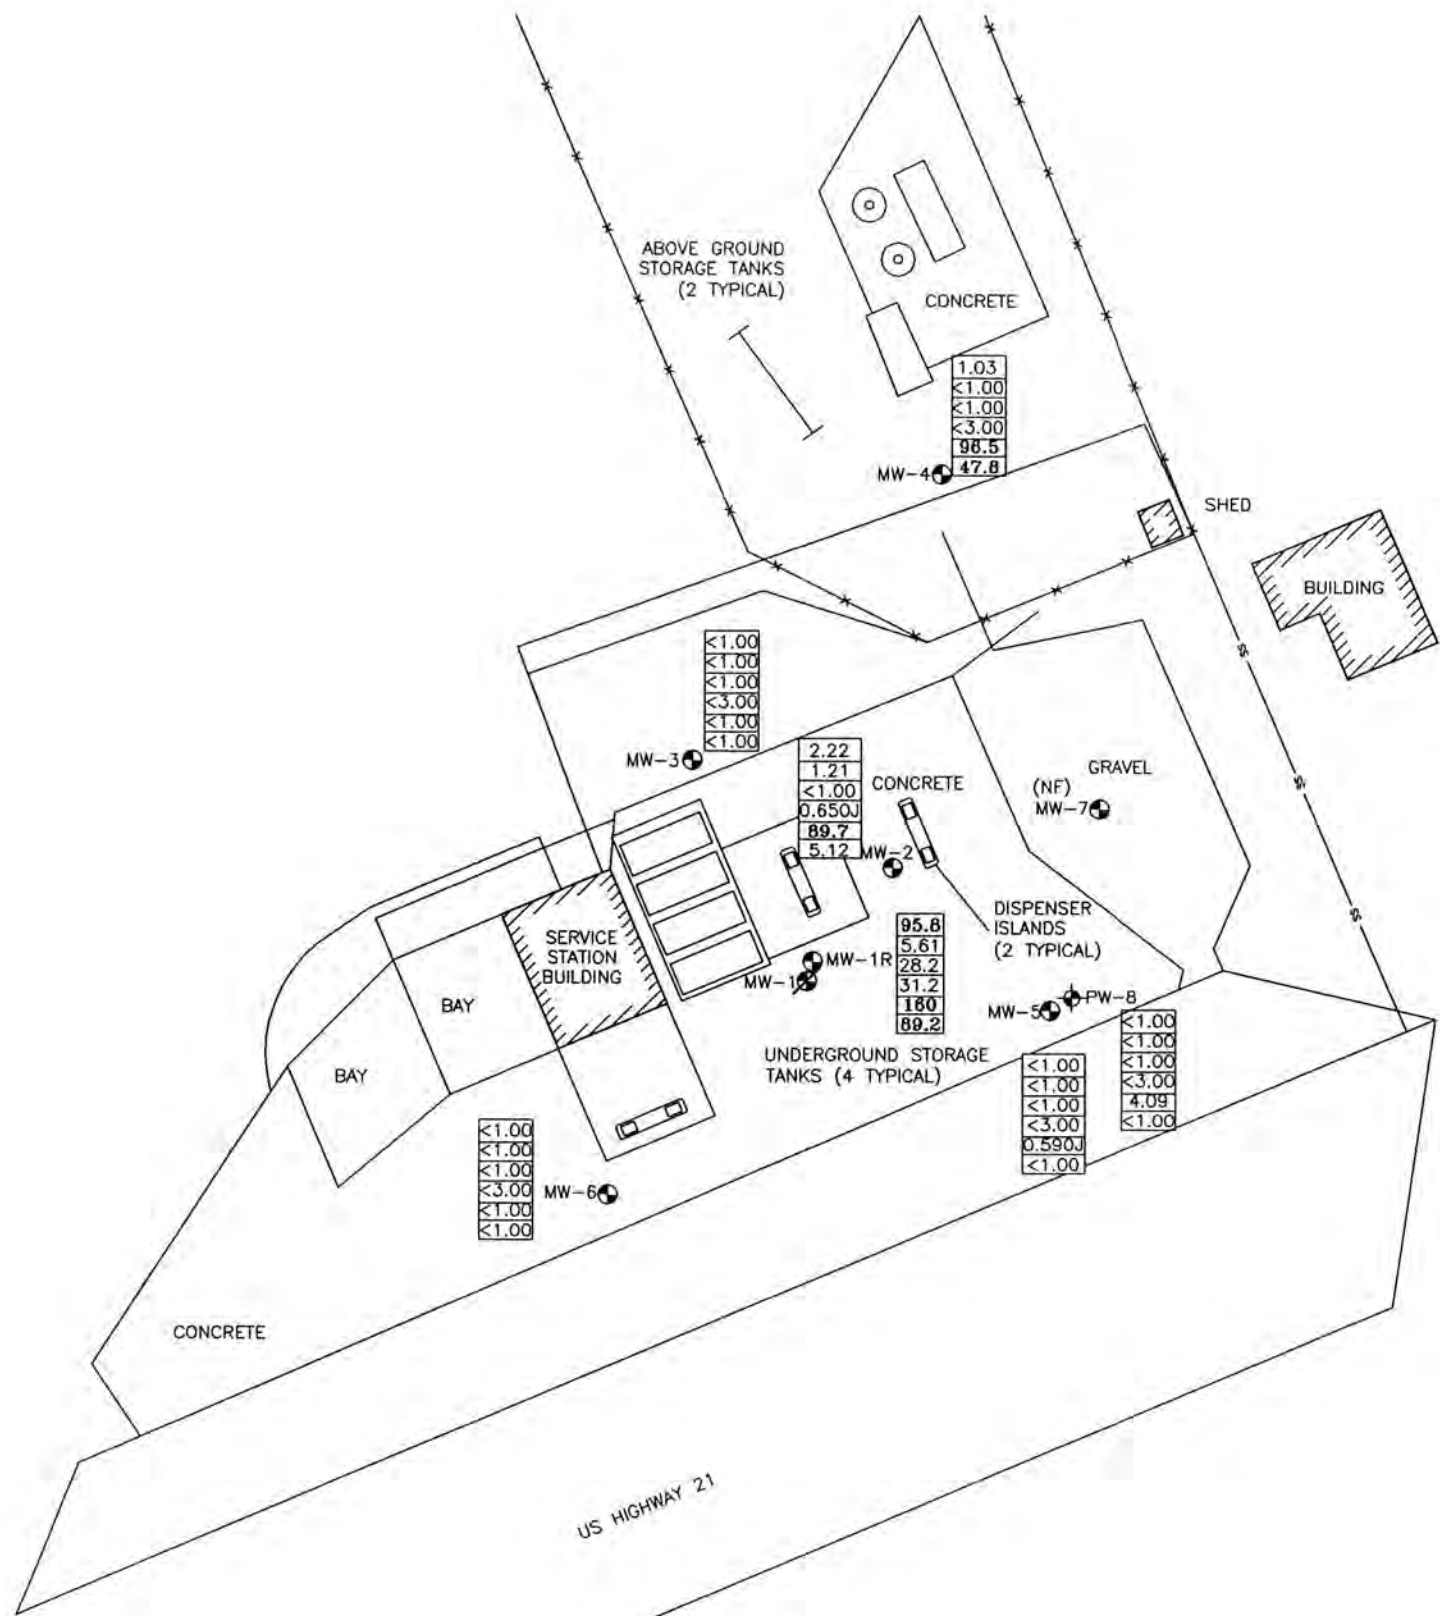 ABOVE GROUND
STORAGE TANKS
(2 TYPICAL)
CONCRETE
1.03
<1.00
<1.00
<3.00
96.5
47.8
MW-4
SHED
BUILDING
SS
<1.00
<1.00
<1.00
<3.00
<1.00
<1.00
MW-3
2.22
1.21
<1.00
0.650J
89.7
5.12
CONCRETE
MW-2
GRAVEL
(NF)
MW-7
SS
DISPENSER
ISLANDS
(2 TYPICAL)
SS
95.8
5.61
28.2
31.2
160
89.2
SERVICE
STATION
BUILDING
MW-1R
MW-1
BAY
BAY
MW-5
PW-8
UNDERGROUND STORAGE
TANKS (4 TYPICAL)
<1.00
<1.00
<1.00
<3.00
4.09
<1.00
<1.00
<1.00
<1.00
<3.00
0.590J
<1.00
<1.00
<1.00
<1.00
<3.00
<1.00
<1.00
MW-6
CONCRETE
US HIGHWAY 21